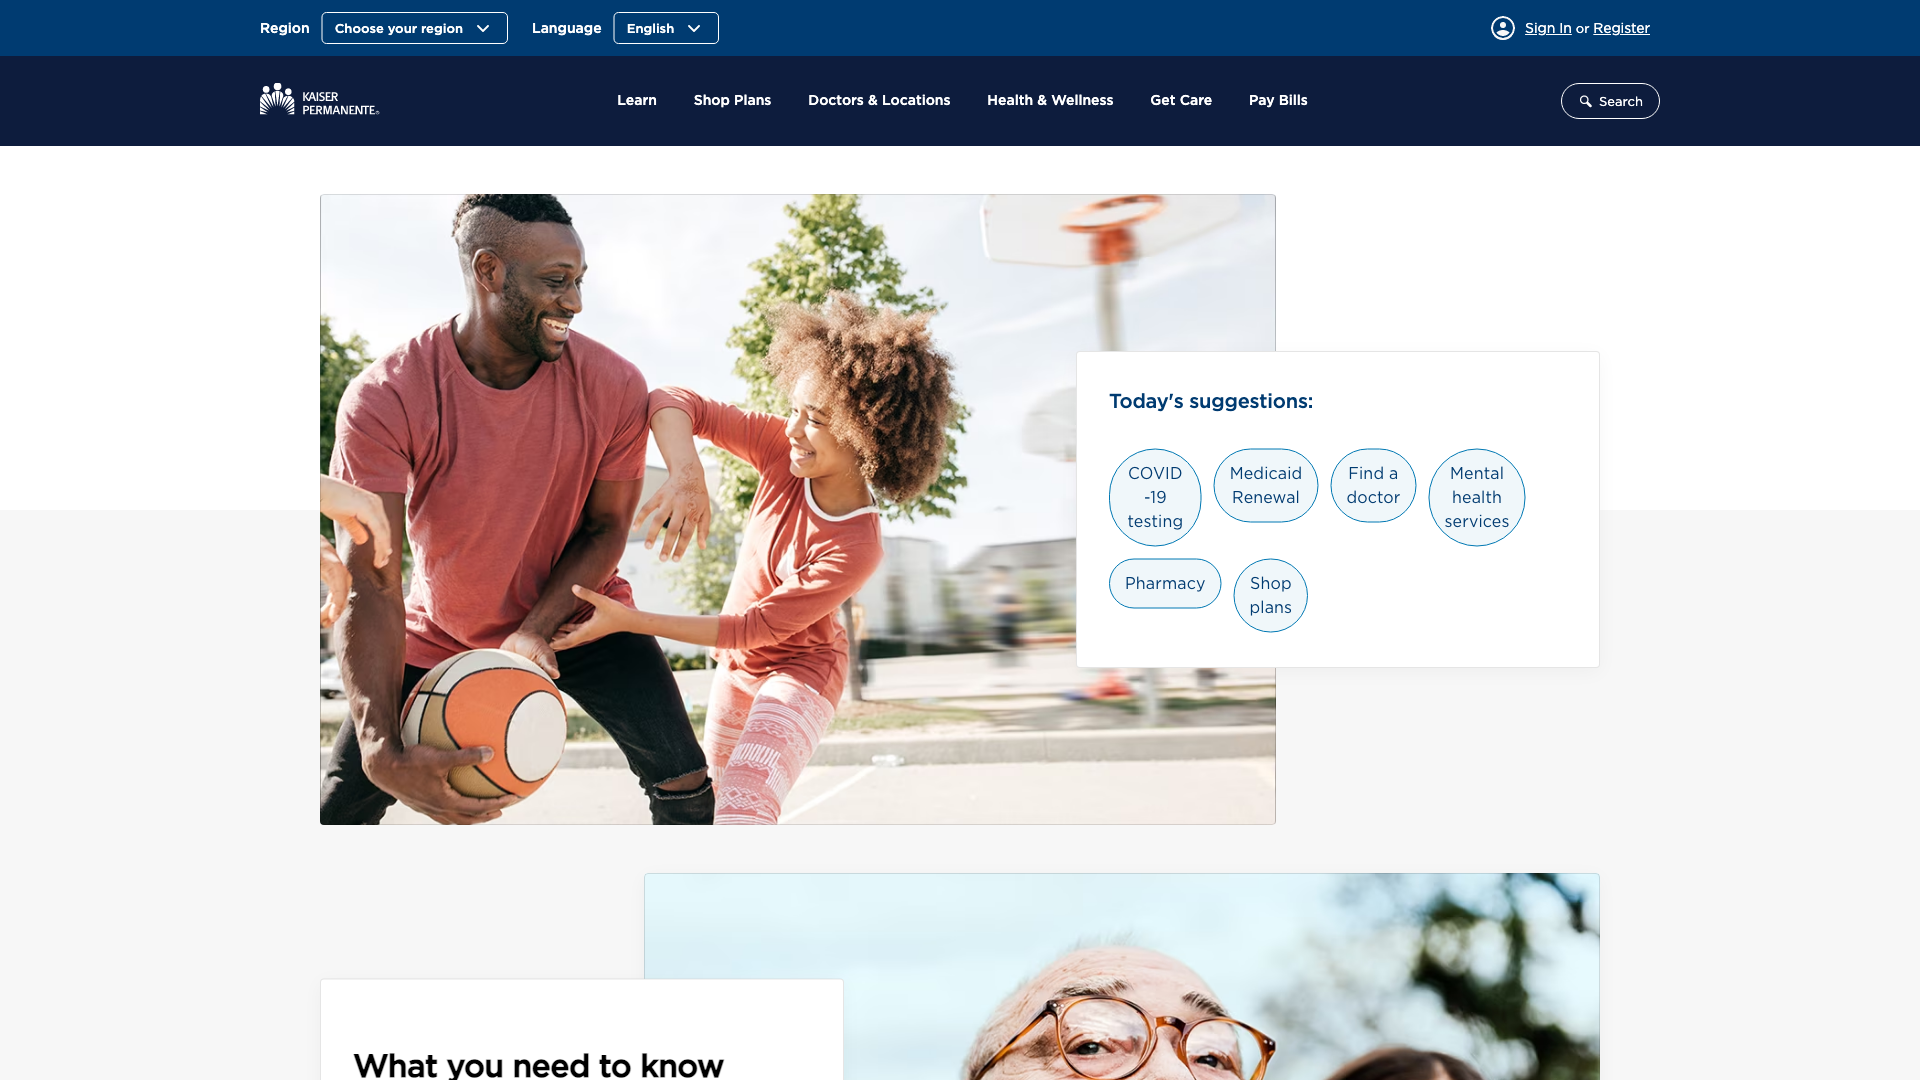 Region
Choose your region
Language
English
Sign In or Register
KAISER
PERMANENTE®
Learn
Shop Plans
Doctors & Locations
Health & Wellness
Get Care
Pay Bills
Search
Today's suggestions:
COVID
-19
testing
Medicaid
Renewal
Find a
doctor
Mental
health
services
Pharmacy
Shop
plans
What you need to know